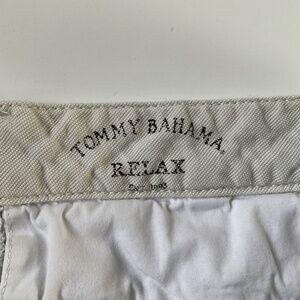 TOMMY BAHAMA
RELAX
EST. 1993